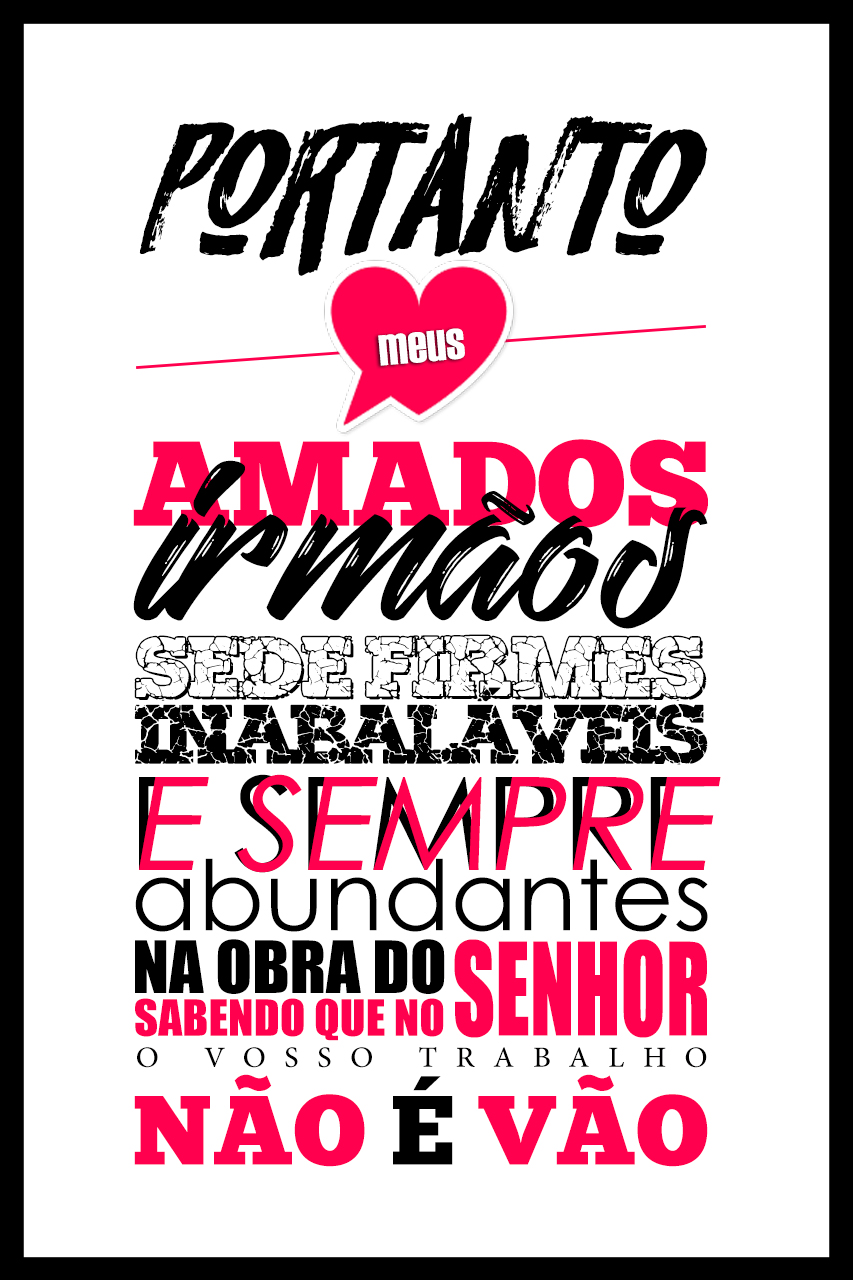 PORTANTO
meus
AMADOS
irmãos
SEDE FIRMES
INABALÁVEIS
E SEMPRE
abundantes
NA OBRA DO SENHOR
SABENDO QUE NO
O VOSSO TRABALHO
NÃO É VÃO